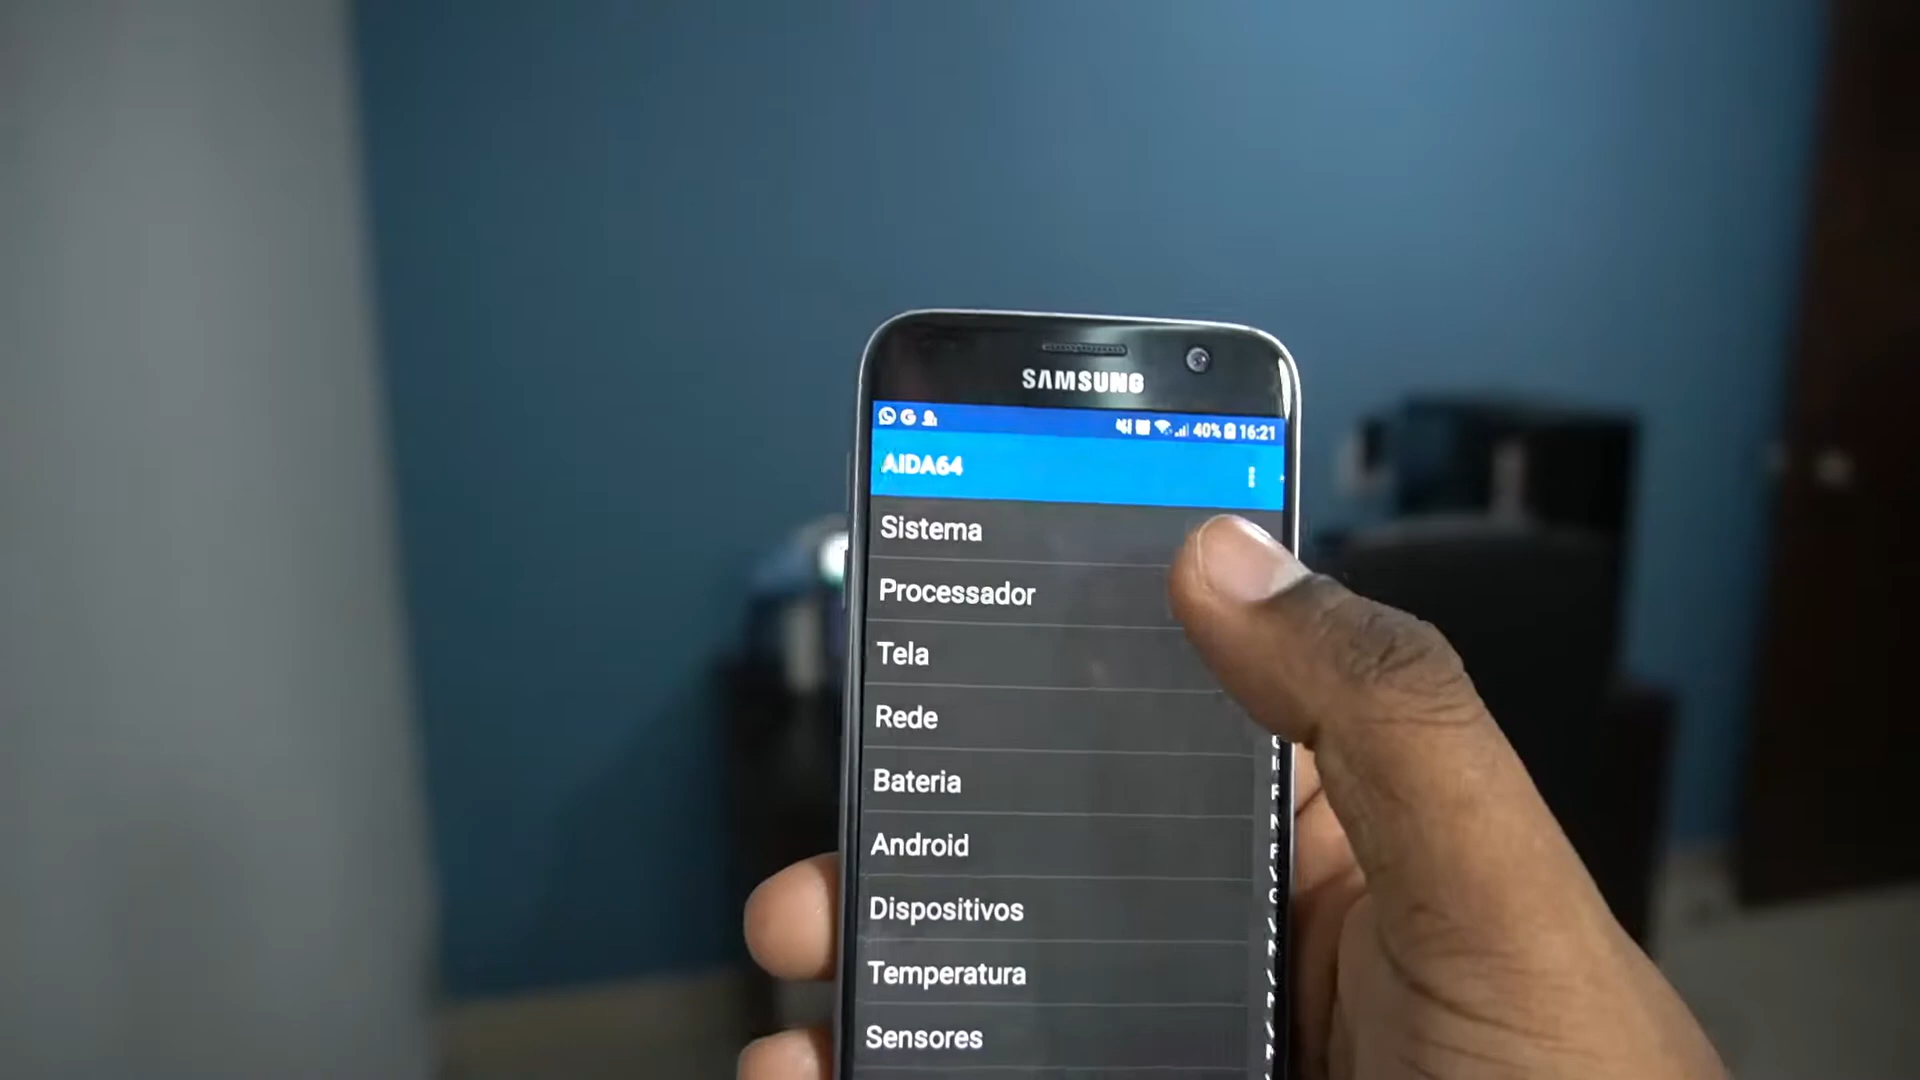 SAMSUNG
40% 16:21
AIDA64
Sistema
Processador
Tela
Rede
Bateria
Android
Dispositivos
Temperatura
Sensores